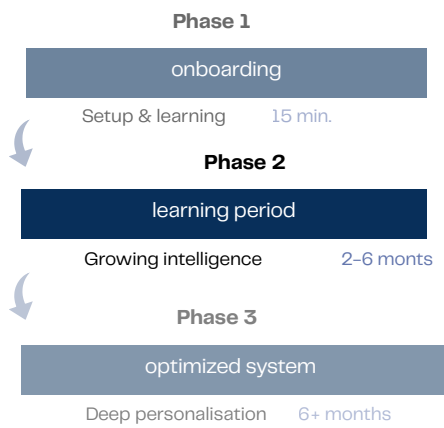 Phase 1
onboarding
Setup & learning 15 min.
Phase 2
learning period
Growing intelligence 2-6 monts
Phase 3
optimized system
Deep personalisation 6+ months